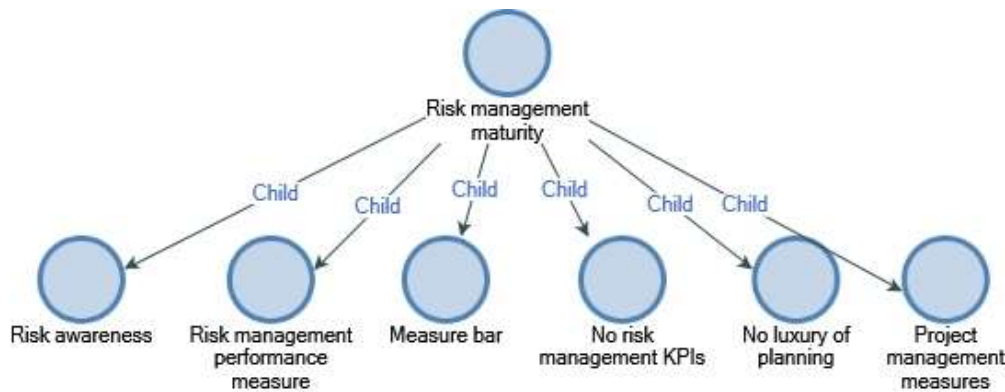 Risk management
maturity
Child
Child
Child
Child
Child
Child
Risk awareness
Risk management
performance
measure
Measure bar
No risk
management KPIs
No luxury of
planning
Project
management
measures